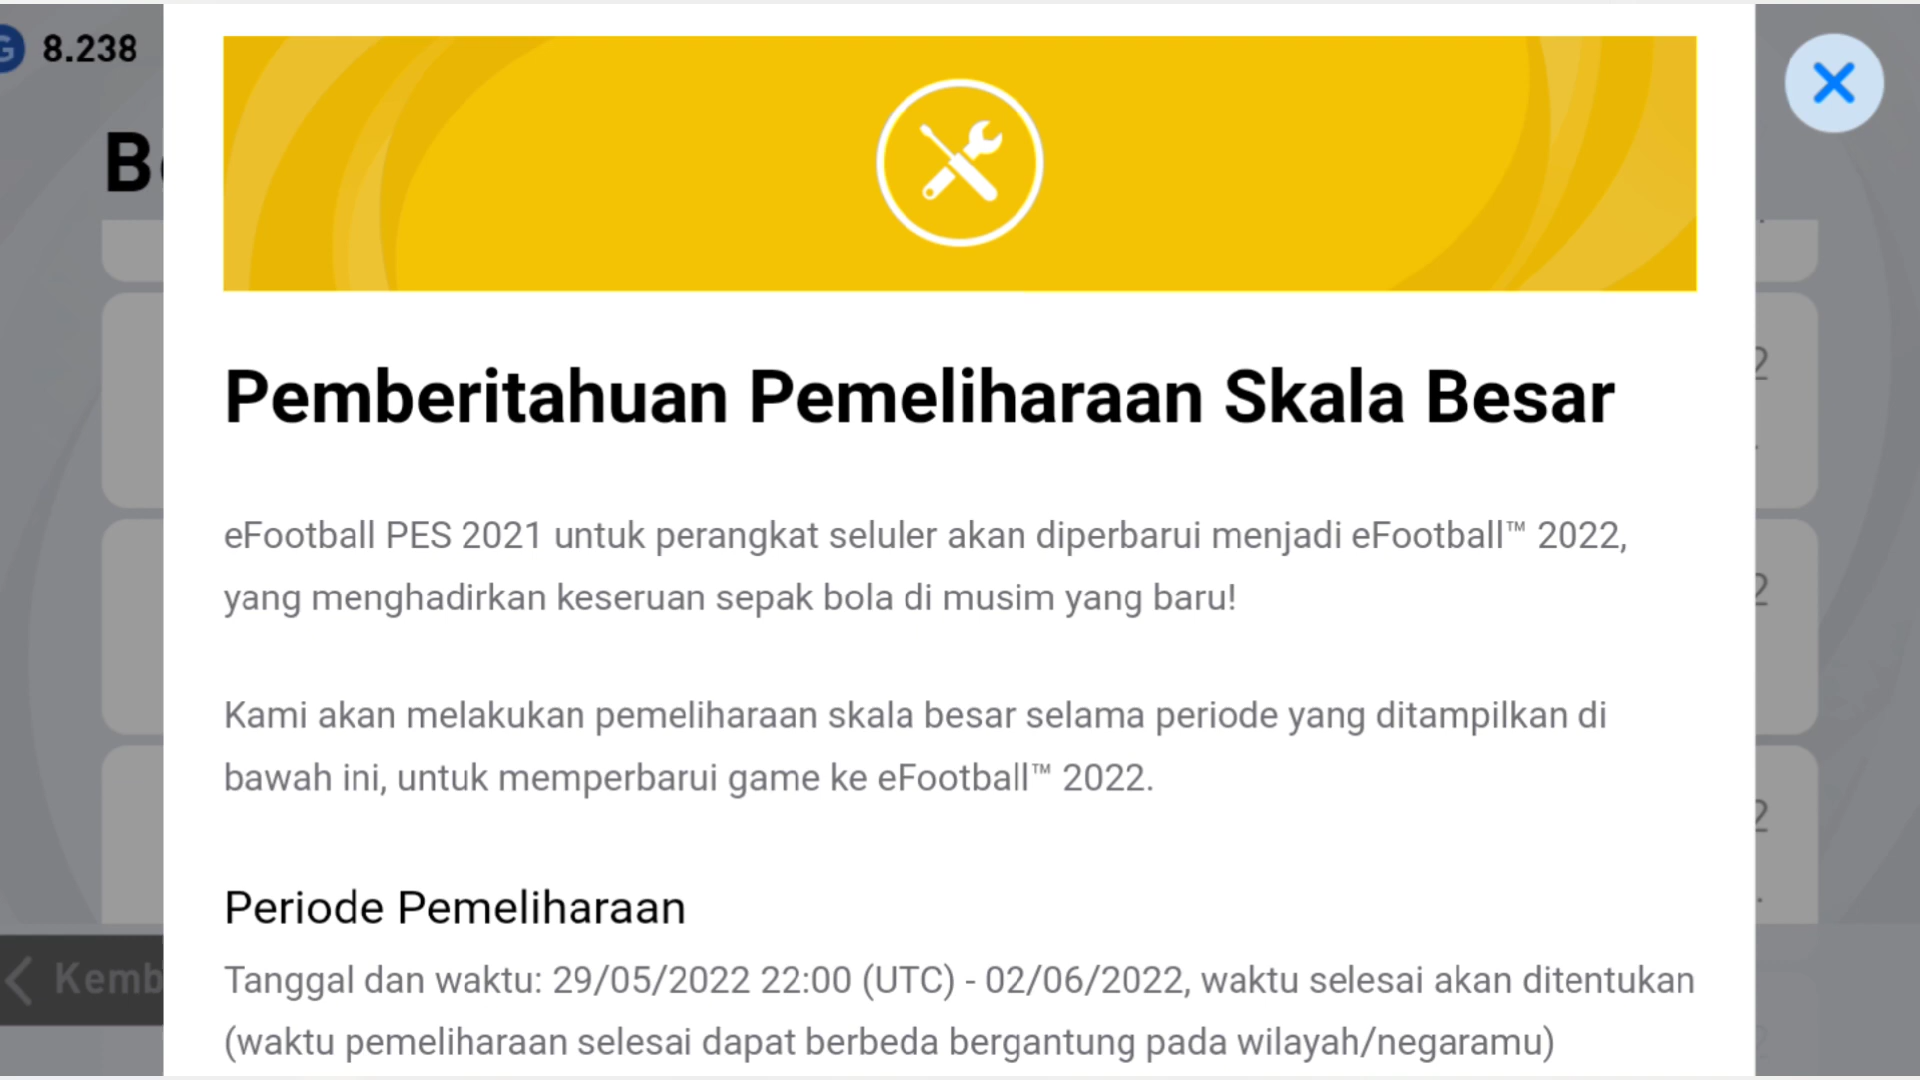 8.238
Pemberitahuan Pemeliharaan Skala Besar
eFootball PES 2021 untuk perangkat seluler akan diperbarui menjadi eFootball™ 2022,
yang menghadirkan keseruan sepak bola di musim yang baru!
Kami akan melakukan pemeliharaan skala besar selama periode yang ditampilkan di
bawah ini, untuk memperbarui game ke eFootball™ 2022.
Periode Pemeliharaan
Tanggal dan waktu: 29/05/2022 22:00 (UTC) - 02/06/2022, waktu selesai akan ditentukan
(waktu pemeliharaan selesai dapat berbeda bergantung pada wilayah/negaramu)
Kemb